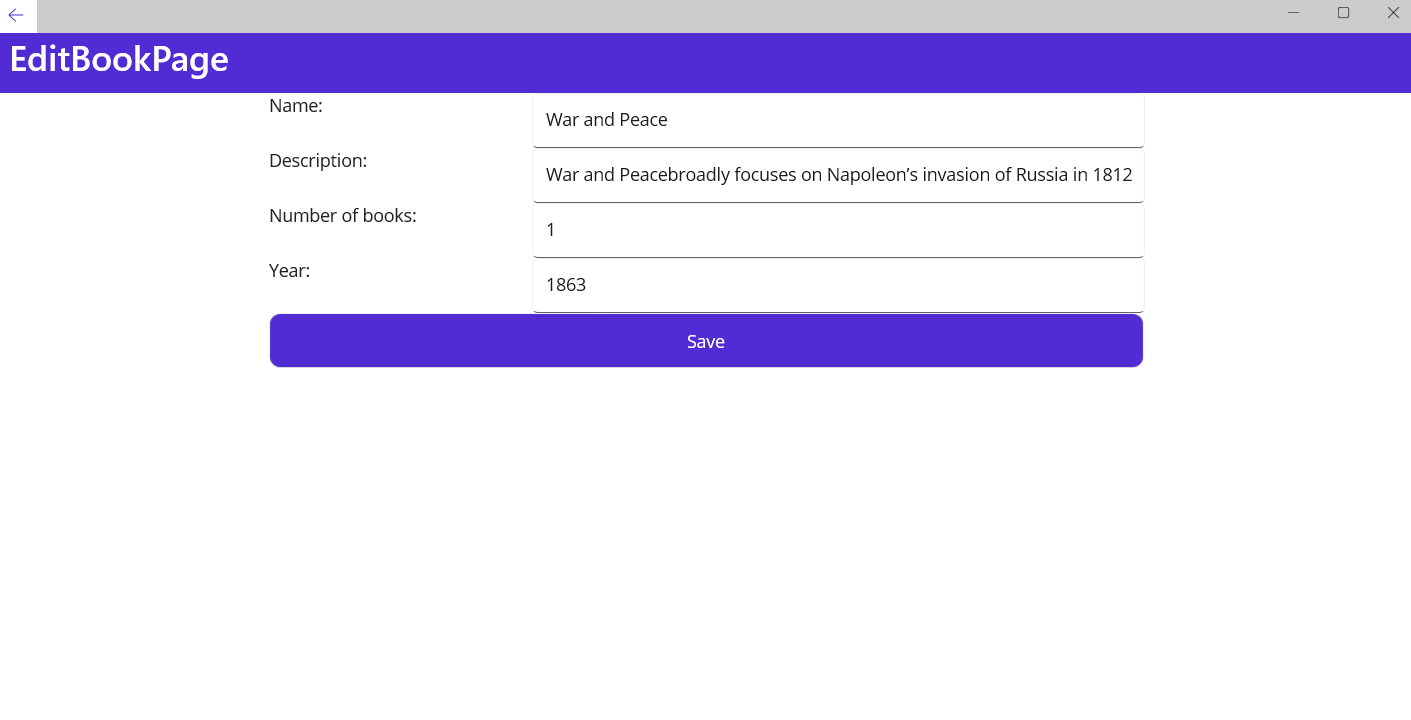 EditBookPage
Name:
War and Peace
Description:
War and Peacebroadly focuses on Napoleon’s invasion of Russia in 1812
Number of books:
1
Year:
1863
Save